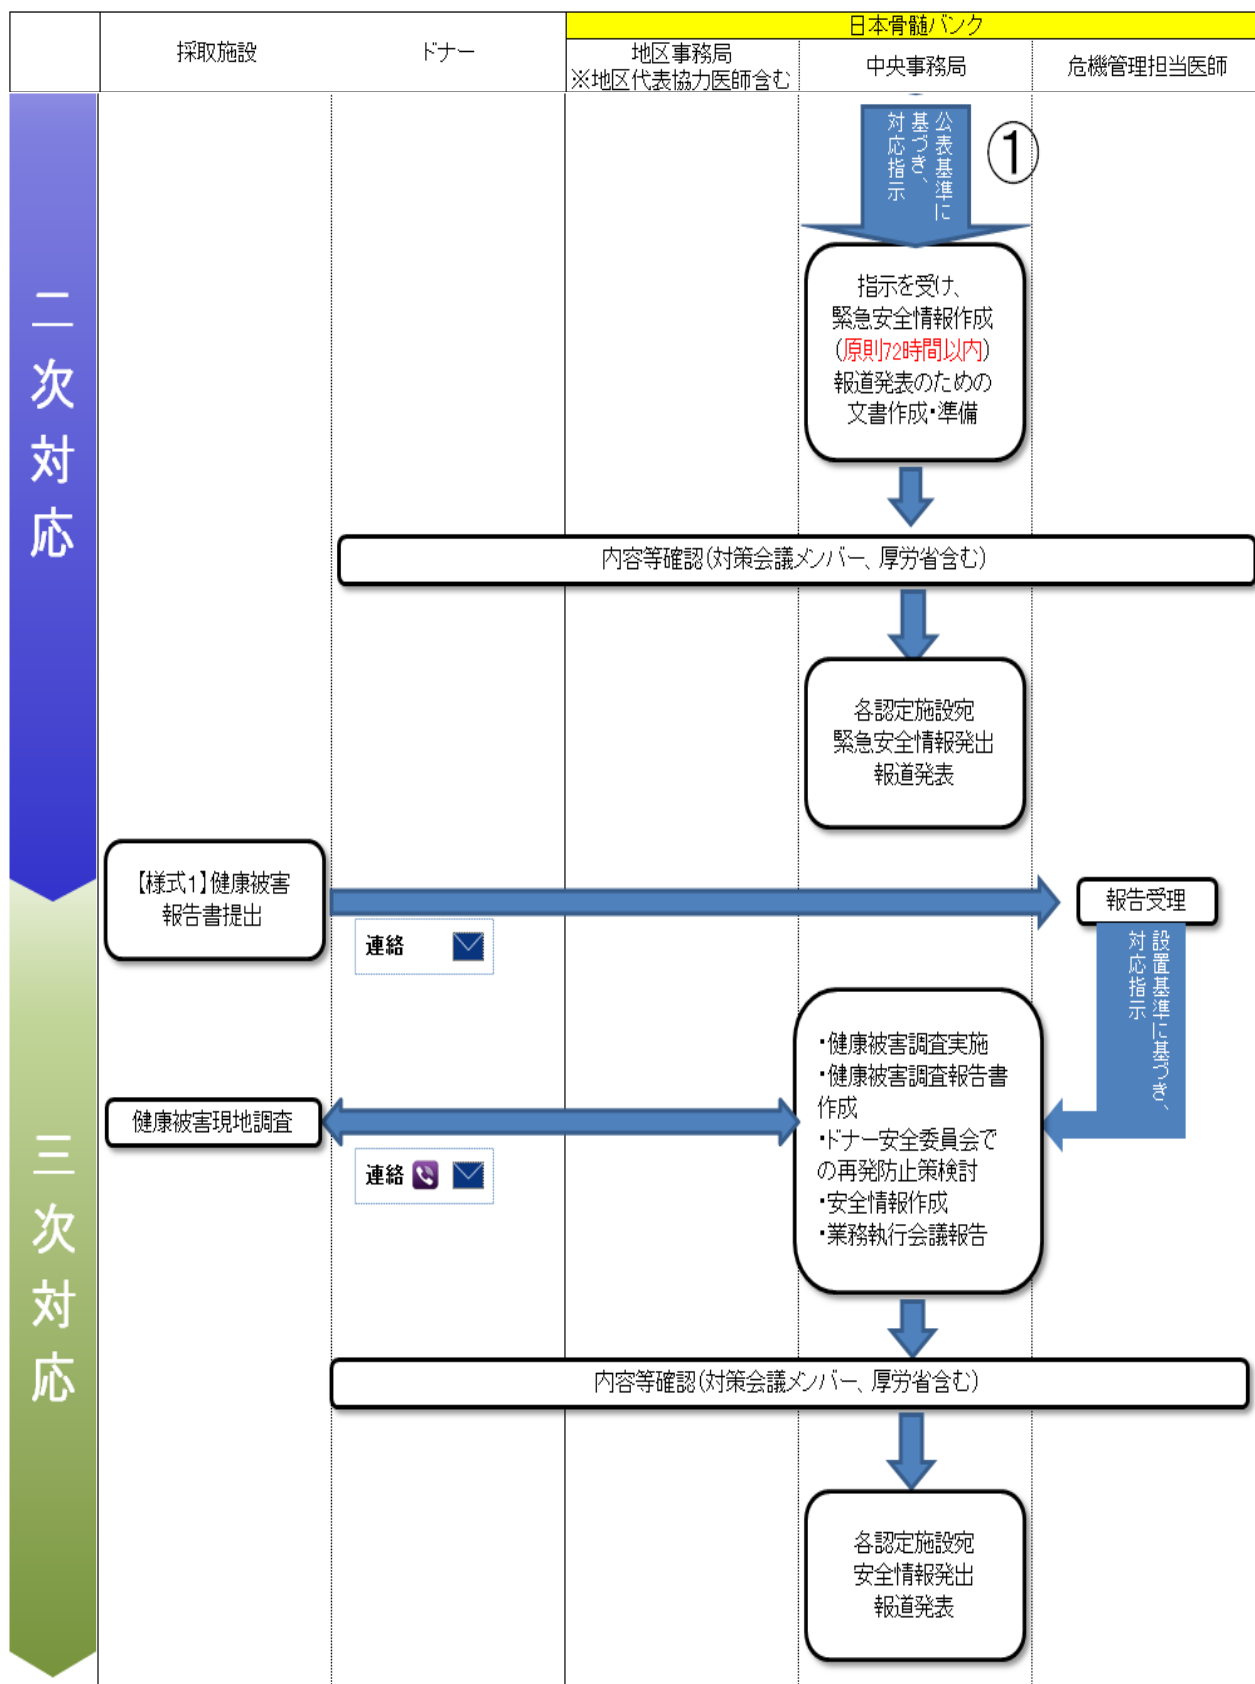 日本骨髄バンク
採取施設
ドナー
地区事務局
※地区代表協力医師含む
中央事務局
危機管理担当医師
二次対応
公表基準に
基づき、
対応指示
①
指示を受け、
緊急安全情報作成
(原則72時間以内)
報道発表のための
文書作成・準備
内容等確認(対策会議メンバー、厚労省含む)
各認定施設宛
緊急安全情報発出
報道発表
【様式1】健康被害
報告書提出
連絡
報告受理
設置基準に基づき、
対応指示
三次対応
・健康被害調査実施
・健康被害調査報告書
作成
・ドナー安全委員会で
の再発防止策検討
・安全情報作成
・業務執行会議報告
健康被害現地調査
連絡
内容等確認(対策会議メンバー、厚労省含む)
各認定施設宛
安全情報発出
報道発表